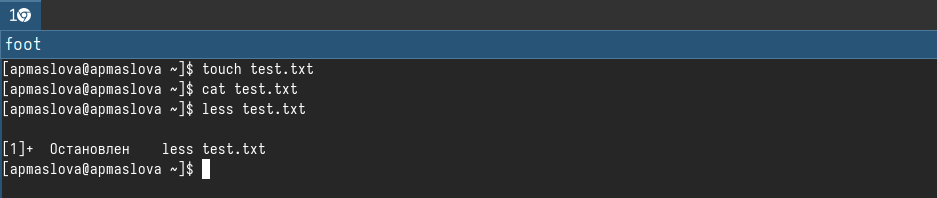 1
foot
[apmaslova@apmaslova ~]$ touch test.txt
[apmaslova@apmaslova ~]$ cat test.txt
[apmaslova@apmaslova ~]$ less test.txt
[1]+  Остановлен    less test.txt
[apmaslova@apmaslova ~]$